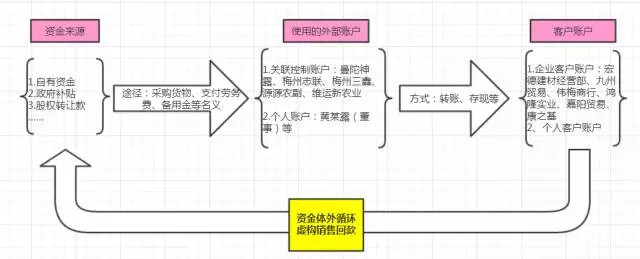 资金来源
使用的外部账户
客户账户
1.自有资金
2.政府补贴
3.股权转让款
......
途径：采购货物、支付劳务
费、备用金等名义
1.关联控制账户：曼陀神
露、梅州志联、梅州三鑫、
源源农副、维运新农业
2.个人账户：黄某露（董
事）等
方式：转账、存现等
1.企业客户账户：宏
德建材经营部、九州
贸易、伟梅商行、鸿
隆实业、嘉阳贸易、
康之基
2、个人客户账户
资金体外循环
虚构销售回款